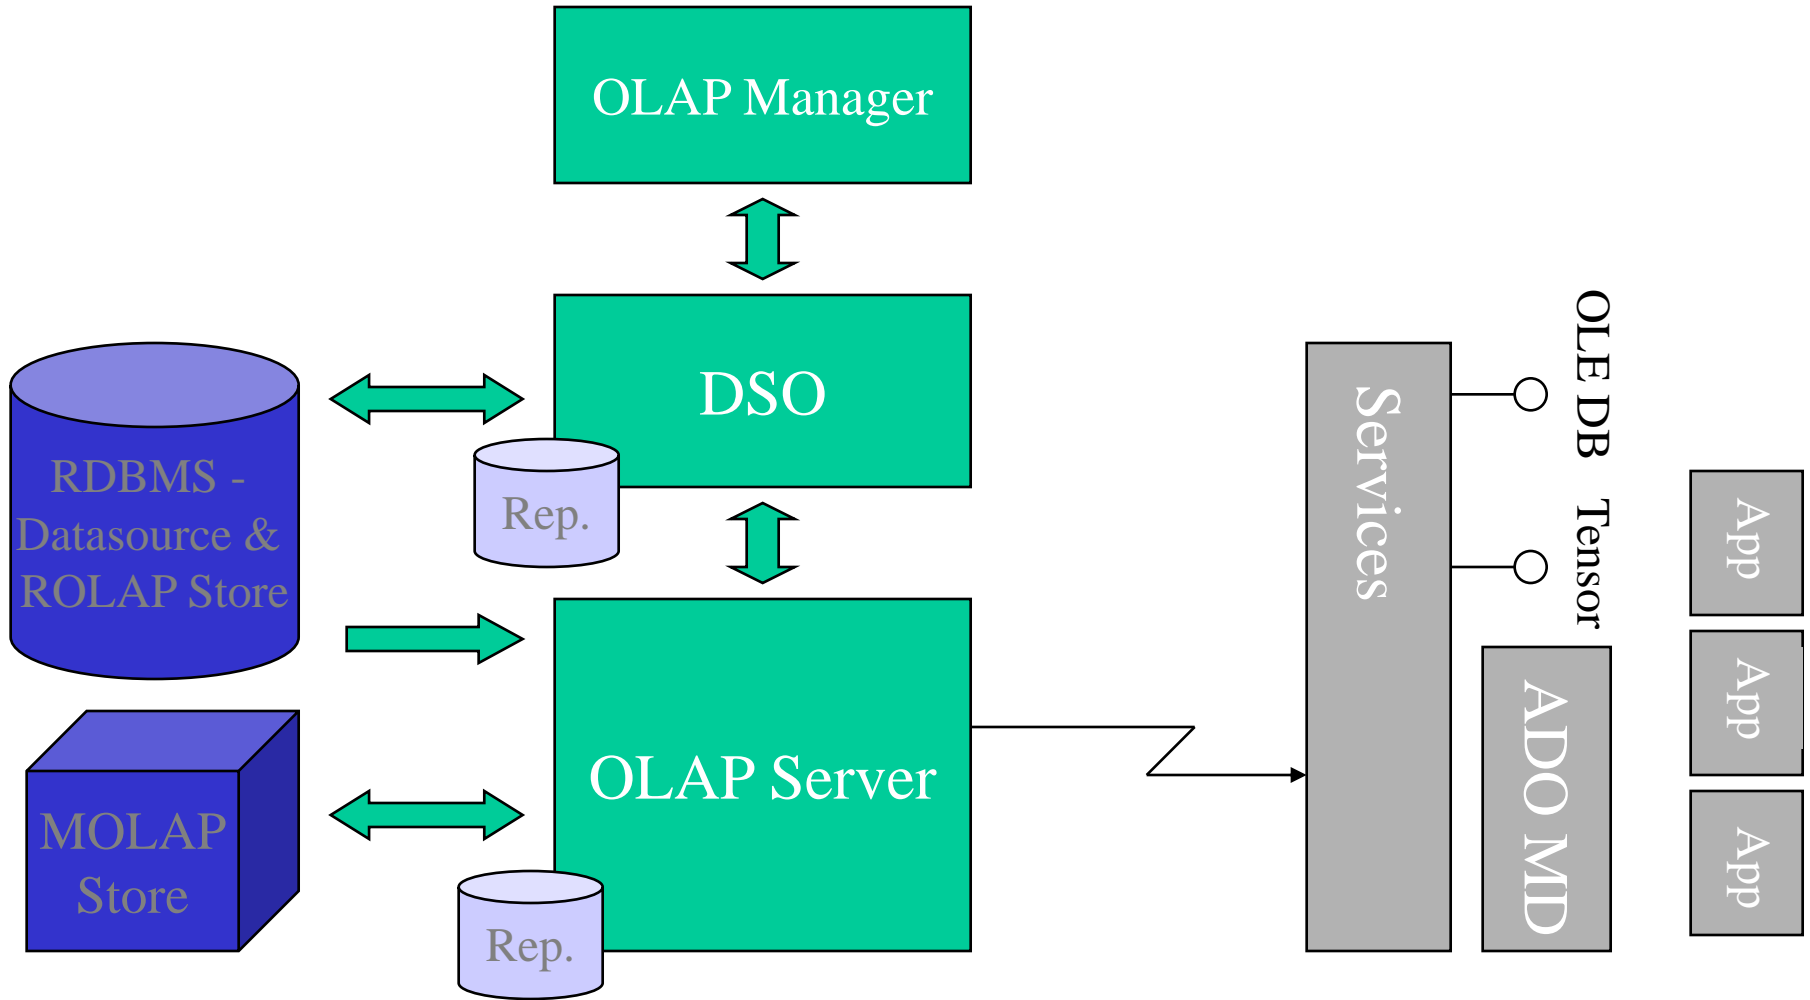 OLAP Manager
DSO
Rep.
RDBMS -
Datasource &
ROLAP Store
OLAP Server
Rep.
MOLAP
Store
Services
OLE DB
Tensor
ADO MD
App
App
App